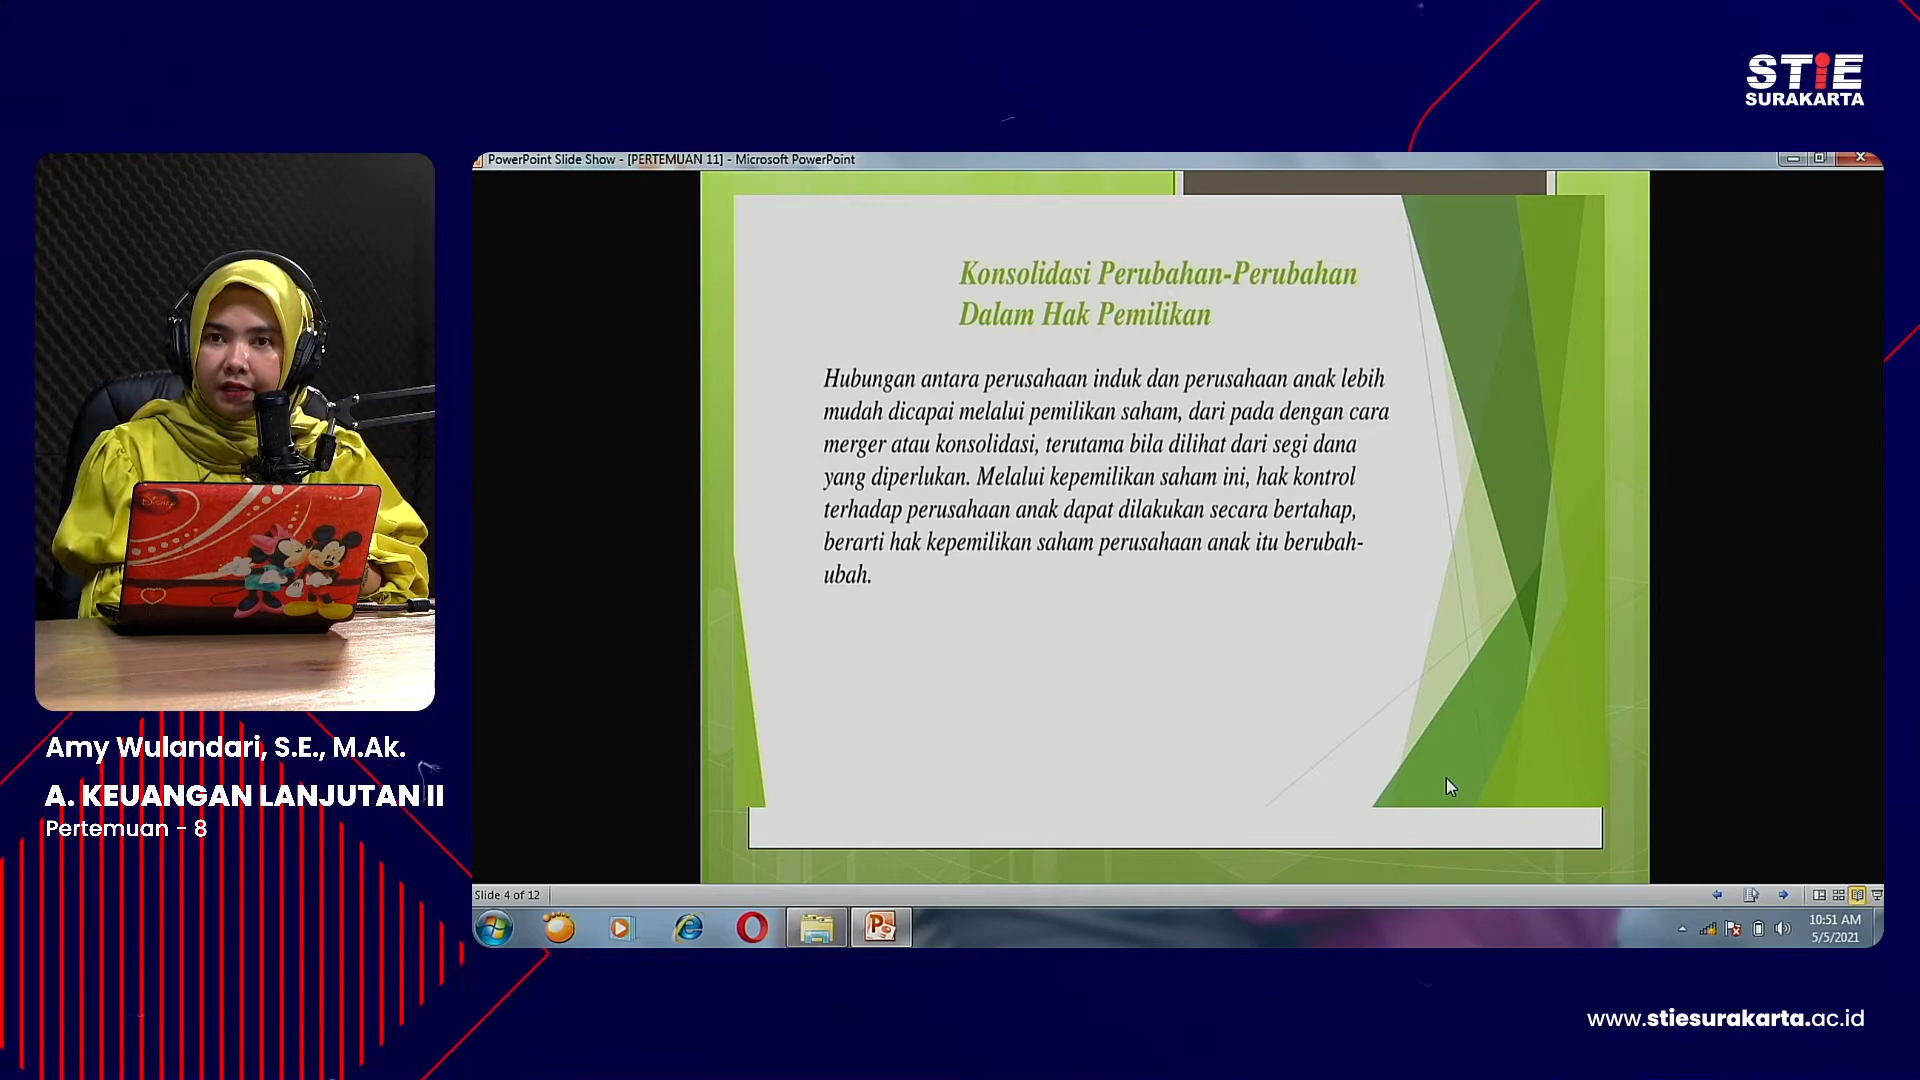 STiE
SURAKARTA
PowerPoint Slide Show - [PERTEMUAN 11] - Microsoft PowerPoint
Konsolidasi Perubahan-Perubahan
Dalam Hak Pemilikan
Hubungan antara perusahaan induk dan perusahaan anak lebih
mudah dicapai melalui pemilikan saham, dari pada dengan cara
merger atau konsolidasi, terutama bila dilihat dari segi dana
yang diperlukan. Melalui kepemilikan saham ini, hak kontrol
terhadap perusahaan anak dapat dilakukan secara bertahap,
berarti hak kepemilikan saham perusahaan anak itu berubah-
ubah.
Disney
Amy Wulandari, S.E., M.Ak.
A. KEUANGAN LANJUTAN II
Pertemuan - 8
Slide 4 of 12
10:51 AM
5/5/2021
www.stiesurakarta.ac.id